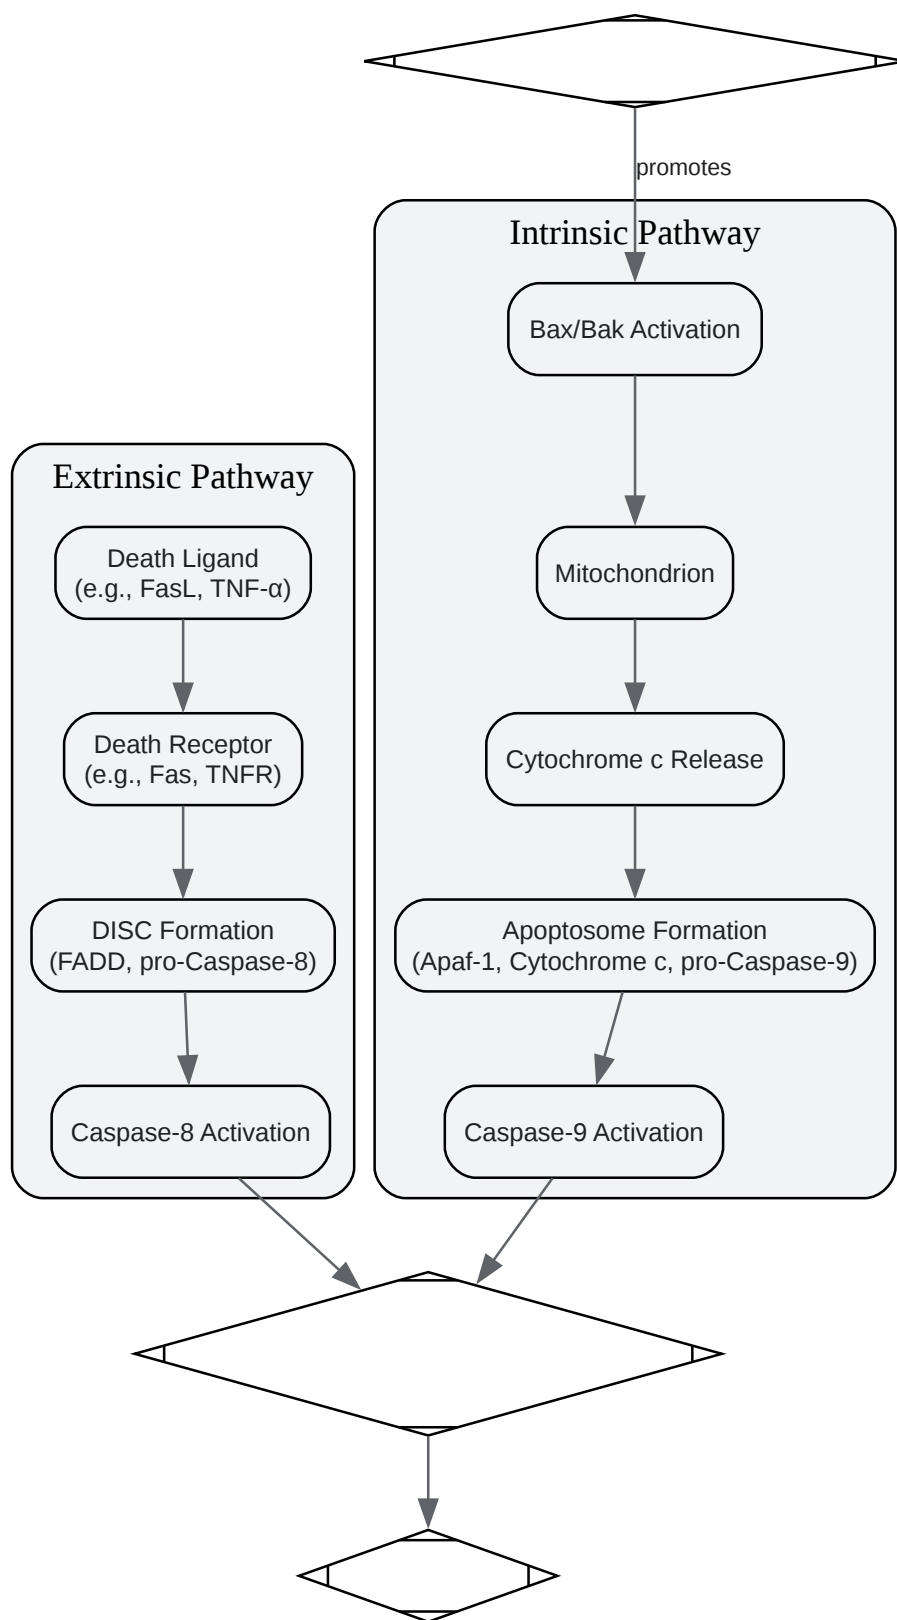 promotes
Intrinsic Pathway
Bax/Bak Activation
Mitochondrion
Cytochrome c Release
Apoptosome Formation
(Apaf-1, Cytochrome c, pro-Caspase-9)
Caspase-9 Activation
Extrinsic Pathway
Death Ligand
(e.g., FasL, TNF-α)
Death Receptor
(e.g., Fas, TNFR)
DISC Formation
(FADD, pro-Caspase-8)
Caspase-8 Activation